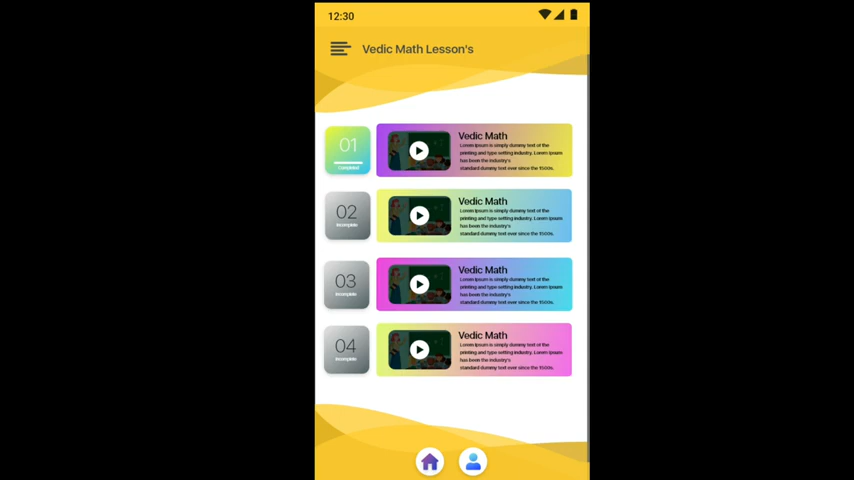 12:30
Vedic Math Lesson's
01
Completed
Vedic Math
Lorem Ipsum is simply dummy text of the
printing and type setting industry. Lorem Ipsum
has been the industry's
standard dummy text ever since the 1500s.
02
Incomplete
Vedic Math
Lorem Ipsum is simply dummy text of the
printing and type setting industry. Lorem Ipsum
has been the industry's
standard dummy text ever since the 1500s.
03
Incomplete
Vedic Math
Lorem Ipsum is simply dummy text of the
printing and type setting industry. Lorem Ipsum
has been the industry's
standard dummy text ever since the 1500s.
04
Incomplete
Vedic Math
Lorem Ipsum is simply dummy text of the
printing and type setting industry. Lorem Ipsum
has been the industry's
standard dummy text ever since the 1500s.